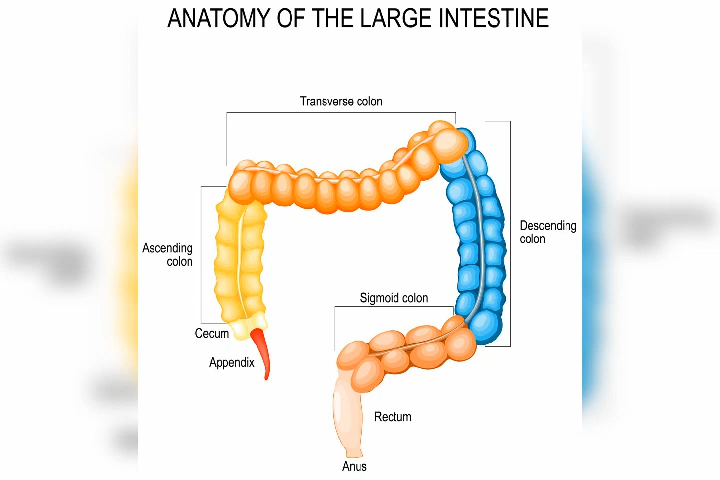 ANATOMY OF THE LARGE INTESTINE
Transverse colon
Ascending
colon
Descending
colon
Sigmoid colon
Cecum
Appendix
Rectum
Anus